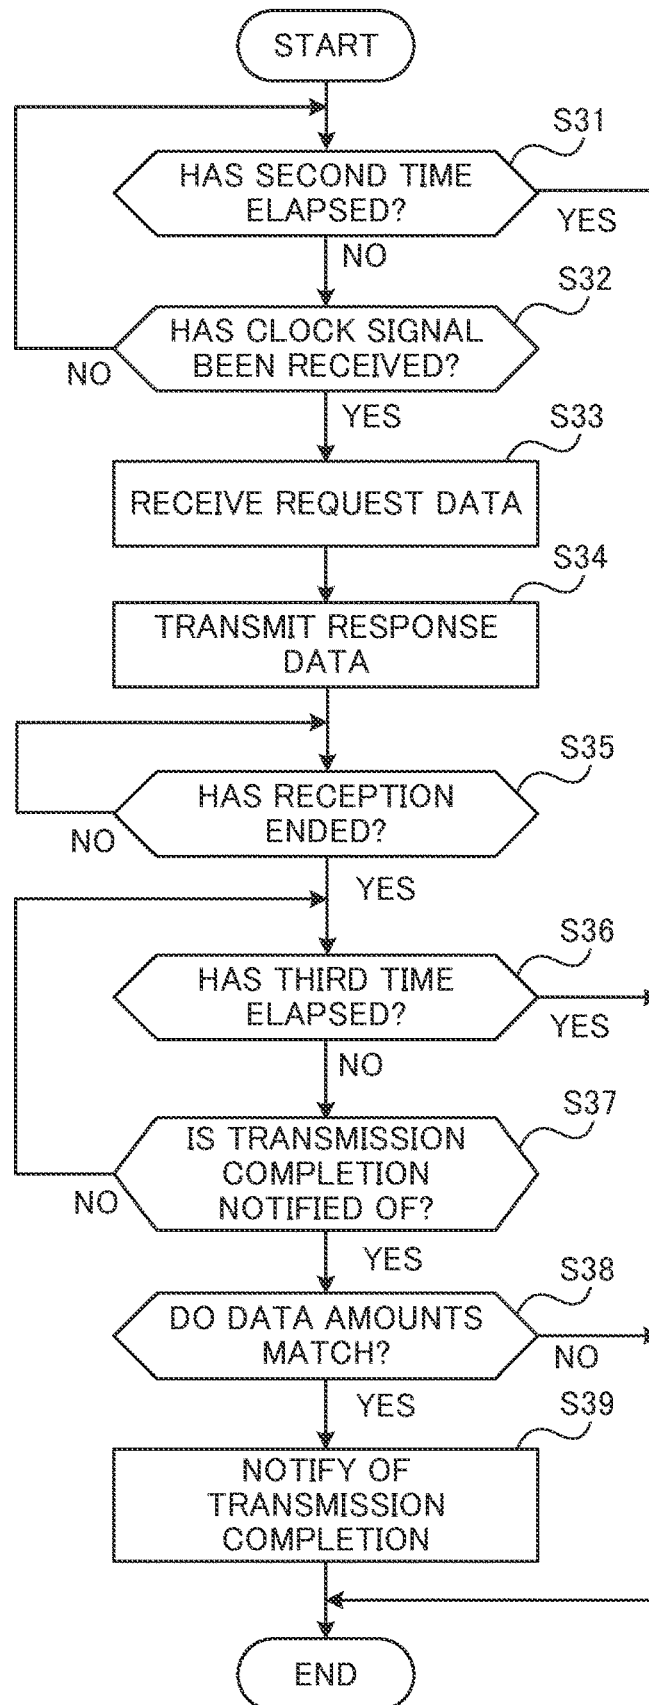 START
S31
HAS SECOND TIME
ELAPSED?
YES
NO
S32
HAS CLOCK SIGNAL
BEEN RECEIVED?
NO
YES
S33
RECEIVE REQUEST DATA
S34
TRANSMIT RESPONSE
DATA
S35
HAS RECEPTION
ENDED?
NO
YES
S36
HAS THIRD TIME
ELAPSED?
YES
NO
S37
IS TRANSMISSION
COMPLETION
NOTIFIED OF?
NO
YES
S38
DO DATA AMOUNTS
MATCH?
NO
YES
S39
NOTIFY OF
TRANSMISSION
COMPLETION
END